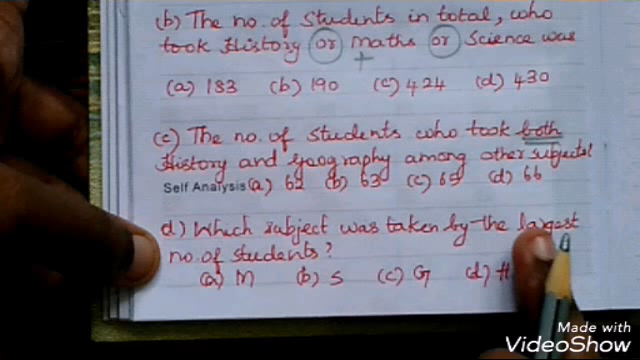 (b) The no. of students in total, who
took History or Maths or Science was
+
(a) 183 (b) 190 (c) 424 (d) 430
(c) The no. of students who took both
History and Geography among other subjects!
Self Analysis (a) 62 (b) 63 (c) 65 (d) 66
d) Which subject was taken by the largest
no. of students?
(a) M (b) S (c) G (d) H
Made with
VideoShow